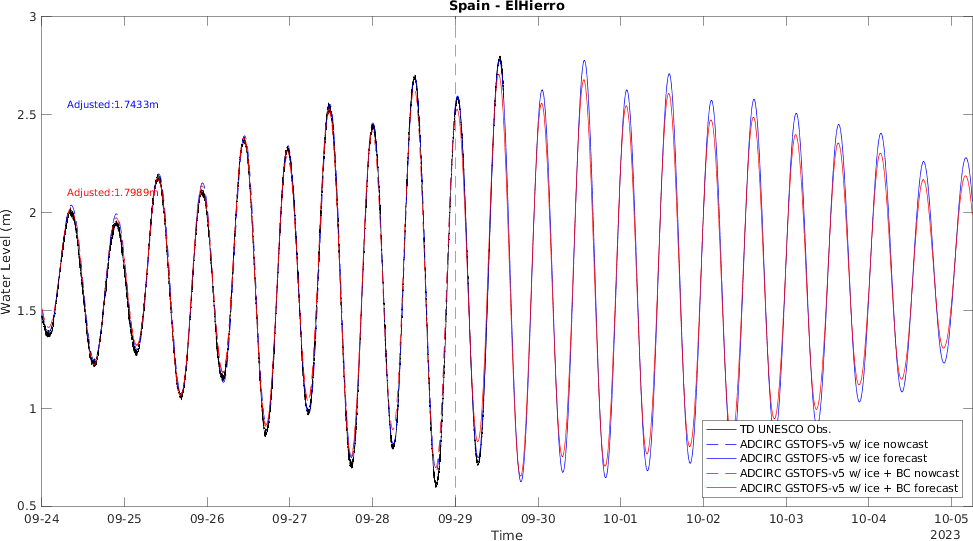 Spain - ElHierro
3
2.5
2
1.5
1
0.5
Water Level (m)
Adjusted:1.7433m
Adjusted:1.7989m
TD UNESCO Obs.
ADCIRC GSTOFS-v5 w/ ice nowcast
ADCIRC GSTOFS-v5 w/ ice forecast
ADCIRC GSTOFS-v5 w/ ice + BC nowcast
ADCIRC GSTOFS-v5 w/ ice + BC forecast
09-24 09-25 09-26 09-27 09-28 09-29 09-30 10-01 10-02 10-03 10-04 10-05
Time
2023